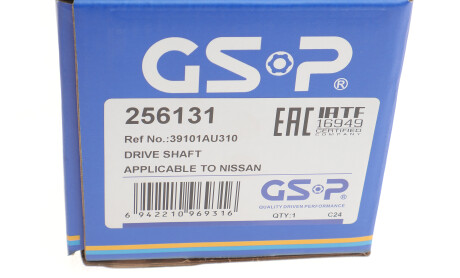 GSP®
256131
Ref No.:39101AU310
DRIVE SHAFT
APPLICABLE TO NISSAN
EAC IATF
16949
CERTIFIED
COMPANY
6 942210 969316
GSP
QUALITY DRIVEN PERFORMANCE
QTY:1 C24